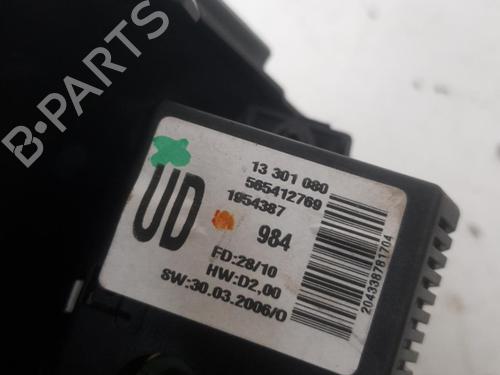 B-PARTS
13 301 080
565412769
1954387
UD
984
FD:28/10
HW:D2.00
SW:30.03.2006/0
204338781704